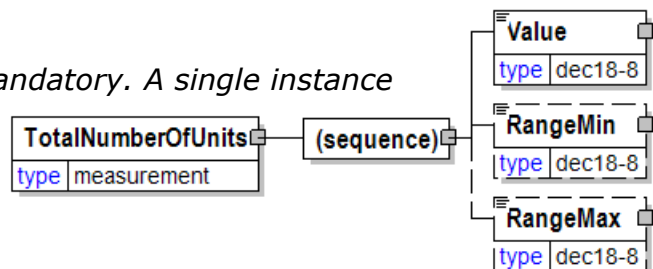 Value
type dec18-8
andatory. A single instance
RangeMin
TotalNumberOfUnits (sequence)
type dec18-8
type measurement
RangeMax
type dec18-8